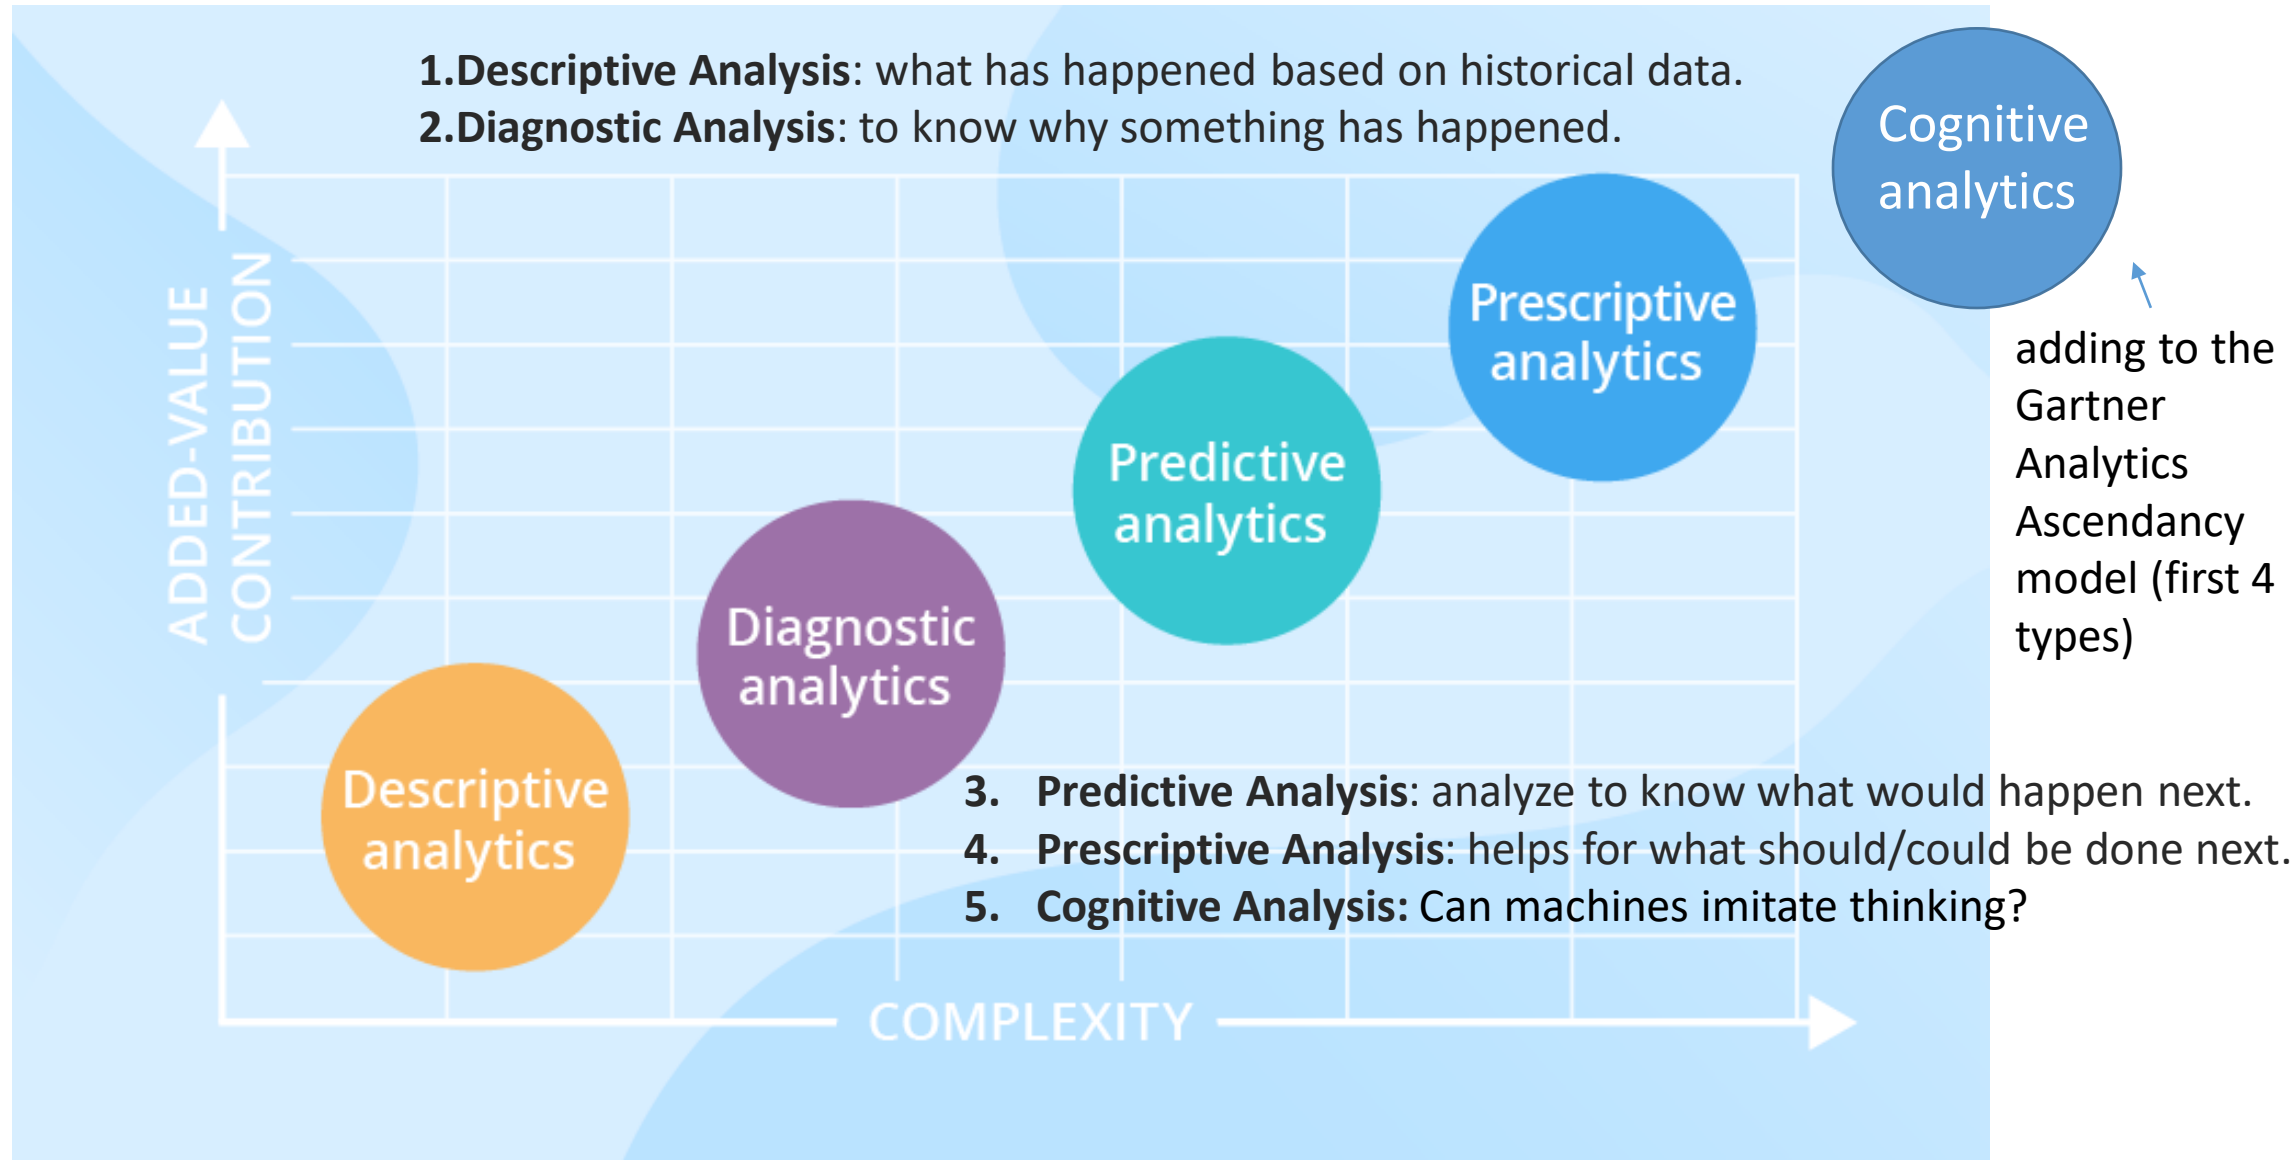 1.Descriptive Analysis: what has happened based on historical data.
2.Diagnostic Analysis: to know why something has happened.
Cognitive
analytics
ADDED-VALUE
CONTRIBUTION
Prescriptive
analytics
adding to the
Gartner
Analytics
Ascendancy
model (first 4
types)
Predictive
analytics
Diagnostic
analytics
Descriptive
analytics
3. Predictive Analysis: analyze to know what would happen next.
4. Prescriptive Analysis: helps for what should/could be done next.
5. Cognitive Analysis: Can machines imitate thinking?
COMPLEXITY